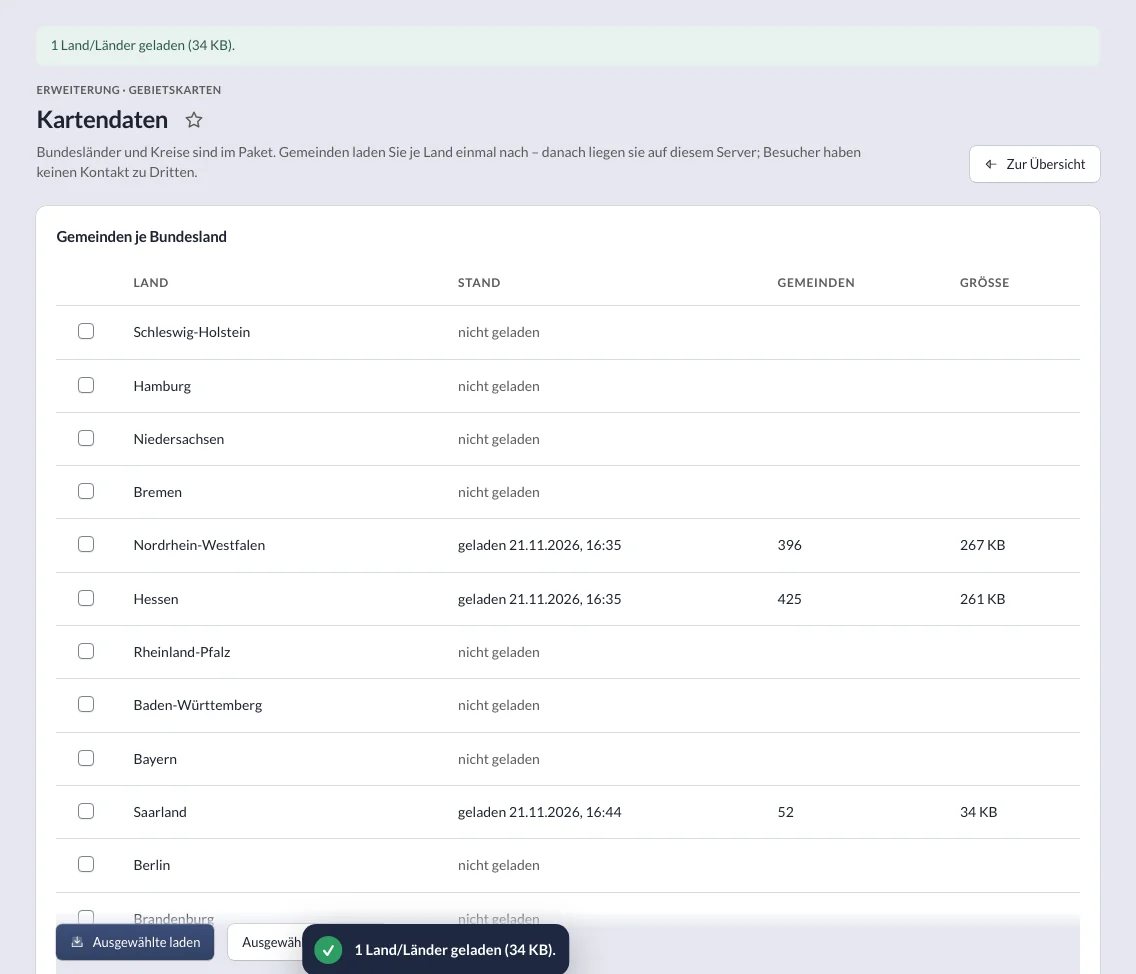 1 Land/Länder geladen (34 KB).
ERWEITERUNG · GEBIETSKARTEN
Kartendaten
Bundesländer und Kreise sind im Paket. Gemeinden laden Sie je Land einmal nach – danach liegen sie auf diesem Server; Besucher haben
keinen Kontakt zu Dritten.
Zur Übersicht
Gemeinden je Bundesland
LAND STAND GEMEINDEN GRÖSSE
Schleswig-Holstein nicht geladen
Hamburg nicht geladen
Niedersachsen nicht geladen
Bremen nicht geladen
Nordrhein-Westfalen geladen 21.11.2026, 16:35 396 267 KB
Hessen geladen 21.11.2026, 16:35 425 261 KB
Rheinland-Pfalz nicht geladen
Baden-Württemberg nicht geladen
Bayern nicht geladen
Saarland geladen 21.11.2026, 16:44 52 34 KB
Berlin nicht geladen
Brandenburg nicht geladen
Ausgewählte laden
1 Land/Länder geladen (34 KB).